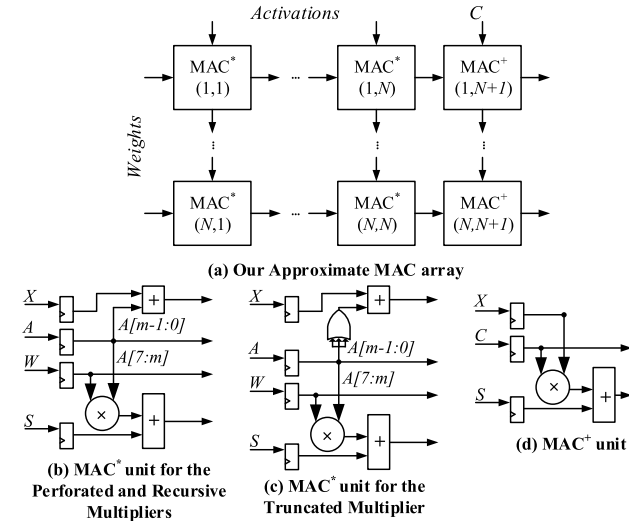 Activations C
MAC* MAC* MAC+
(1,1) ... (1,N) ... (1,N+1)
Weights
... ... ...
MAC* MAC* MAC+
(N,1) ... (N,N) (N,N+1)
(a) Our Approximate MAC array
X +
A A[m-1:0]
W A[7:m]
×
S +
(b) MAC* unit for the
Perforated and Recursive
Multipliers
X +
A A[m-1:0]
W A[7:m]
×
S +
(c) MAC* unit for the
Truncated Multiplier
X
C
×
S +
(d) MAC+ unit